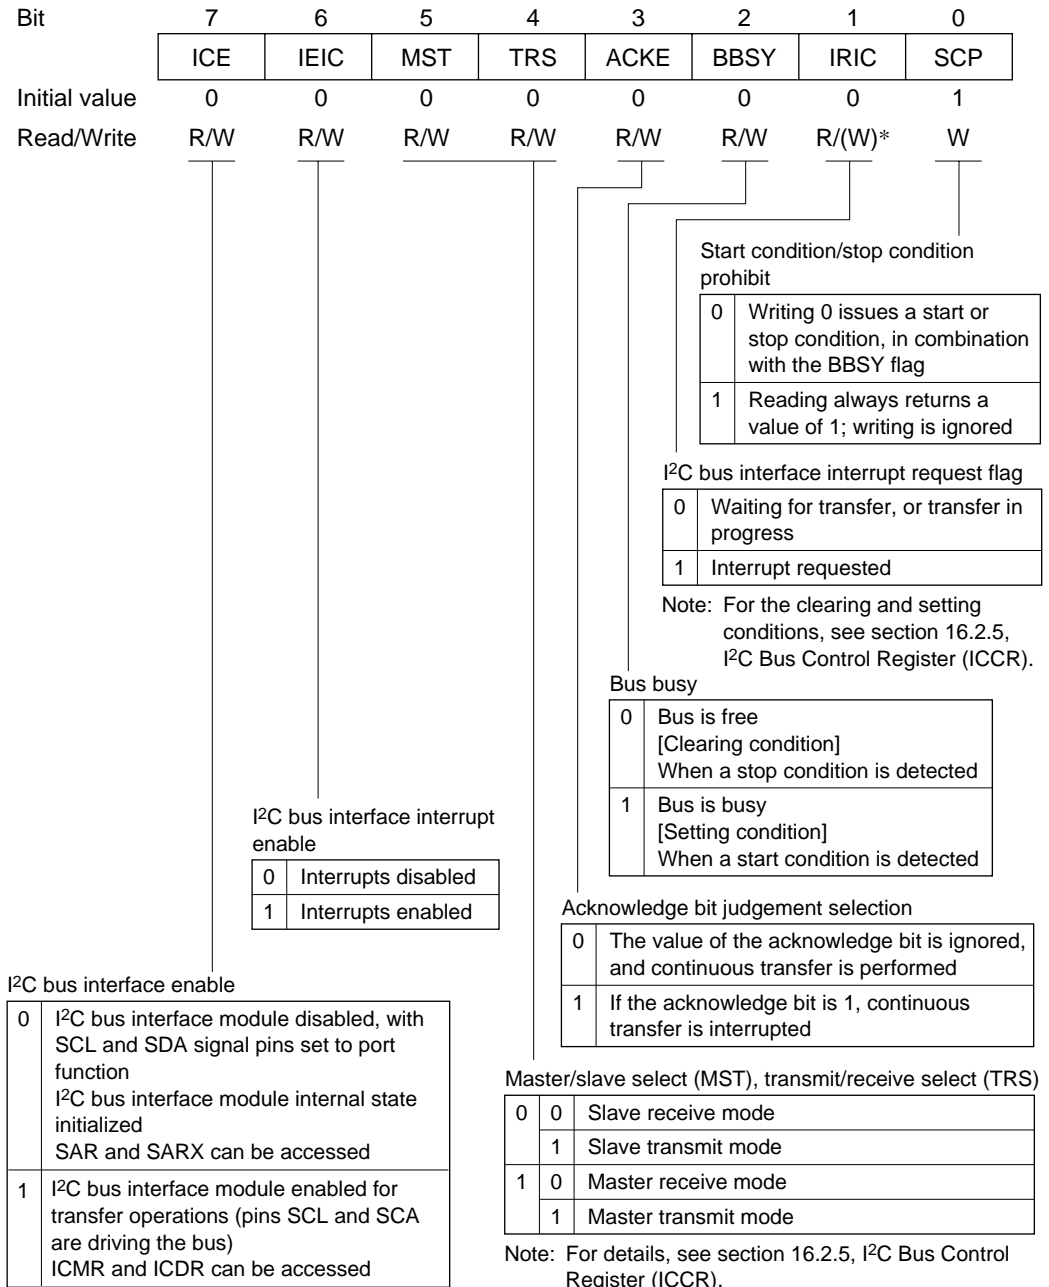 Bit 7 6 5 4 3 2 1 0
ICE IEIC MST TRS ACKE BBSY IRIC SCP
Initial value 0 0 0 0 0 0 0 1
Read/Write R/W R/W R/W R/W R/W R/W R/(W)* W
Start condition/stop condition
prohibit
0 Writing 0 issues a start or
stop condition, in combination
with the BBSY flag
1 Reading always returns a
value of 1; writing is ignored
I2C bus interface interrupt request flag
0 Waiting for transfer, or transfer in
progress
1 Interrupt requested
Note: For the clearing and setting
conditions, see section 16.2.5,
I2C Bus Control Register (ICCR).
Bus busy
0 Bus is free
[Clearing condition]
When a stop condition is detected
1 Bus is busy
[Setting condition]
When a start condition is detected
I2C bus interface interrupt
enable
0 Interrupts disabled
1 Interrupts enabled
Acknowledge bit judgement selection
0 The value of the acknowledge bit is ignored,
and continuous transfer is performed
1 If the acknowledge bit is 1, continuous
transfer is interrupted
I2C bus interface enable
0 I2C bus interface module disabled, with
SCL and SDA signal pins set to port
function
I2C bus interface module internal state
initialized
SAR and SARX can be accessed
1 I2C bus interface module enabled for
transfer operations (pins SCL and SCA
are driving the bus)
ICMR and ICDR can be accessed
Master/slave select (MST), transmit/receive select (TRS)
0 0 Slave receive mode
1 Slave transmit mode
1 0 Master receive mode
1 Master transmit mode
Note: For details, see section 16.2.5, I2C Bus Control
Register (ICCR).